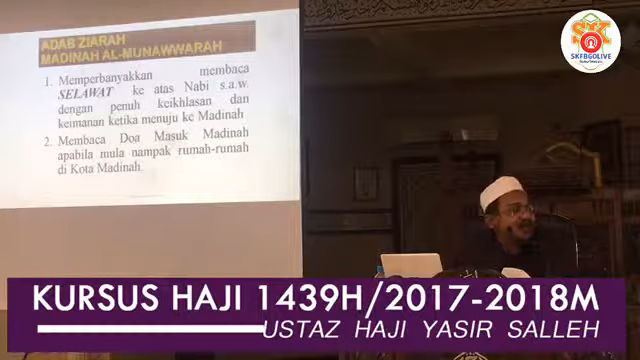 ADAB ZIARAH
MADINAH AL-MUNAWWARAH
1. Memperbanyakkan membaca
SELAWAT ke atas Nabi s.a.w.
dengan penuh keikhlasan dan
keimanan ketika menuju ke Madinah
2. Membaca Doa Masuk Madinah
apabila mula nampak rumah-rumah
di Kota Madinah.
SKFBGOLIVE
KURSUS HAJI 1439H/2017-2018M
USTAZ HAJI YASIR SALLEH